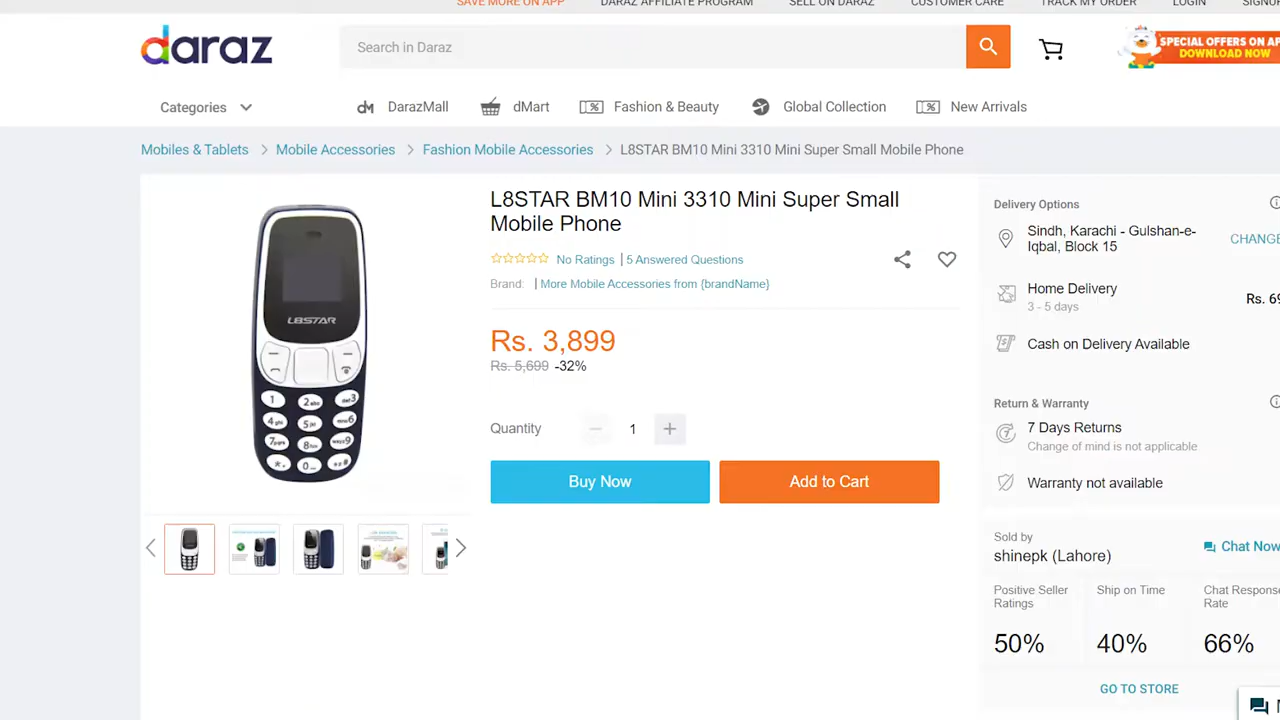 SAVE MORE ON APP
DARAZ AFFILIATE PROGRAM
SELL ON DARAZ
CUSTOMER CARE
TRACK MY ORDER
LOGIN
daraz
Search in Daraz
SPECIAL OFFERS ON
DOWNLOAD NOW
Categories
DarazMall
dMart
Fashion & Beauty
Global Collection
New Arrivals
Mobiles & Tablets > Mobile Accessories > Fashion Mobile Accessories > L8STAR BM10 Mini 3310 Mini Super Small Mobile Phone
L8STAR BM10 Mini 3310 Mini Super Small
Mobile Phone
No Ratings | 5 Answered Questions
Brand: | More Mobile Accessories from {brandName}
Rs. 3,899
Rs. 5,699 -32%
Quantity
1
Buy Now
Add to Cart
L8STAR
Delivery Options
Sindh, Karachi - Gulshan-e-
Iqbal, Block 15
CHANGE
Home Delivery
3 - 5 days
Rs. 69
Cash on Delivery Available
Return & Warranty
7 Days Returns
Change of mind is not applicable
Warranty not available
Sold by
shinepk (Lahore)
Chat Now
Positive Seller
Ratings
50%
Ship on Time
40%
Chat Response
Rate
66%
GO TO STORE